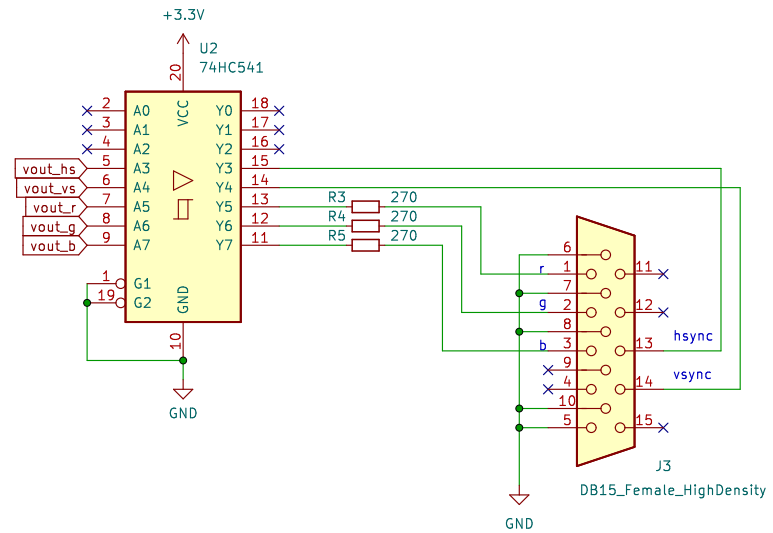 +3.3V
U2
74HC541
20
VCC
2 A0 Y0 18
3 A1 Y1 17
4 A2 Y2 16
vout_hs 5 A3 Y3 15
vout_vs 6 A4 Y4 14
vout_r 7 A5 Y5 13 R3 270
vout_g 8 A6 Y6 12 R4 270
vout_b 9 A7 Y7 11 R5 270
1 G1
19 G2
GND
10
GND
6
r 1 11
7
g 2 12
8
hsync
b 3 13
9
vsync
4 14
10
5 15
J3
DB15_Female_HighDensity
GND